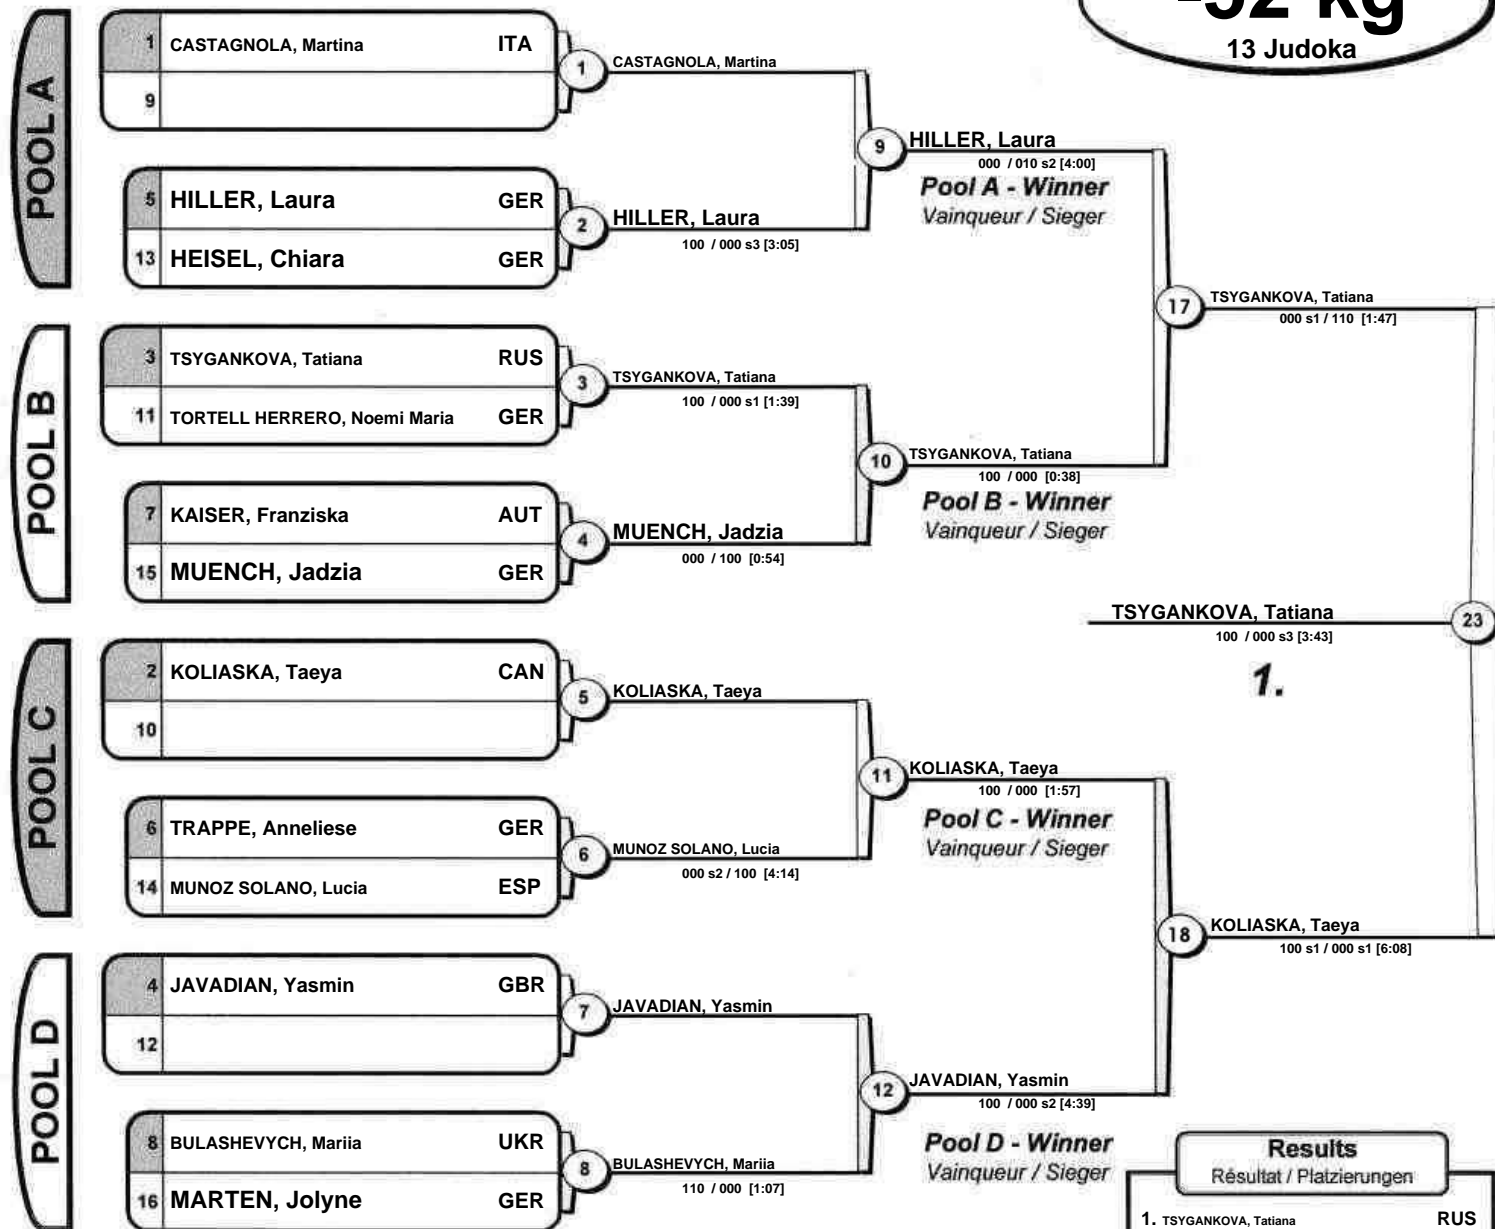 -52 kg
13 Judoka
POOL A
1 CASTAGNOLA, Martina ITA
9
1 CASTAGNOLA, Martina
5 HILLER, Laura GER
13 HEISEL, Chiara GER
2 HILLER, Laura
100 / 000 s3 [3:05]
9 HILLER, Laura
000 / 010 s2 [4:00]
Pool A - Winner
Vainqueur / Sieger
POOL B
3 TSYGANKOVA, Tatiana RUS
11 TORTELL HERRERO, Noemi Maria GER
3 TSYGANKOVA, Tatiana
100 / 000 s1 [1:39]
7 KAISER, Franziska AUT
15 MUENCH, Jadzia GER
4 MUENCH, Jadzia
000 / 100 [0:54]
10 TSYGANKOVA, Tatiana
100 / 000 [0:38]
Pool B - Winner
Vainqueur / Sieger
17 TSYGANKOVA, Tatiana
000 s1 / 110 [1:47]
TSYGANKOVA, Tatiana 23
100 / 000 s3 [3:43]
1.
POOL C
2 KOLIASKA, Taeya CAN
10
5 KOLIASKA, Taeya
6 TRAPPE, Anneliese GER
14 MUNOZ SOLANO, Lucia ESP
6 MUNOZ SOLANO, Lucia
000 s2 / 100 [4:14]
11 KOLIASKA, Taeya
100 / 000 [1:57]
Pool C - Winner
Vainqueur / Sieger
18 KOLIASKA, Taeya
100 s1 / 000 s1 [6:08]
POOL D
4 JAVADIAN, Yasmin GBR
12
7 JAVADIAN, Yasmin
8 BULASHEVYCH, Mariia UKR
16 MARTEN, Jolyne GER
8 BULASHEVYCH, Mariia
110 / 000 [1:07]
12 JAVADIAN, Yasmin
100 / 000 s2 [4:39]
Pool D - Winner
Vainqueur / Sieger
Results
Résultat / Platzierungen
1. TSYGANKOVA, Tatiana RUS